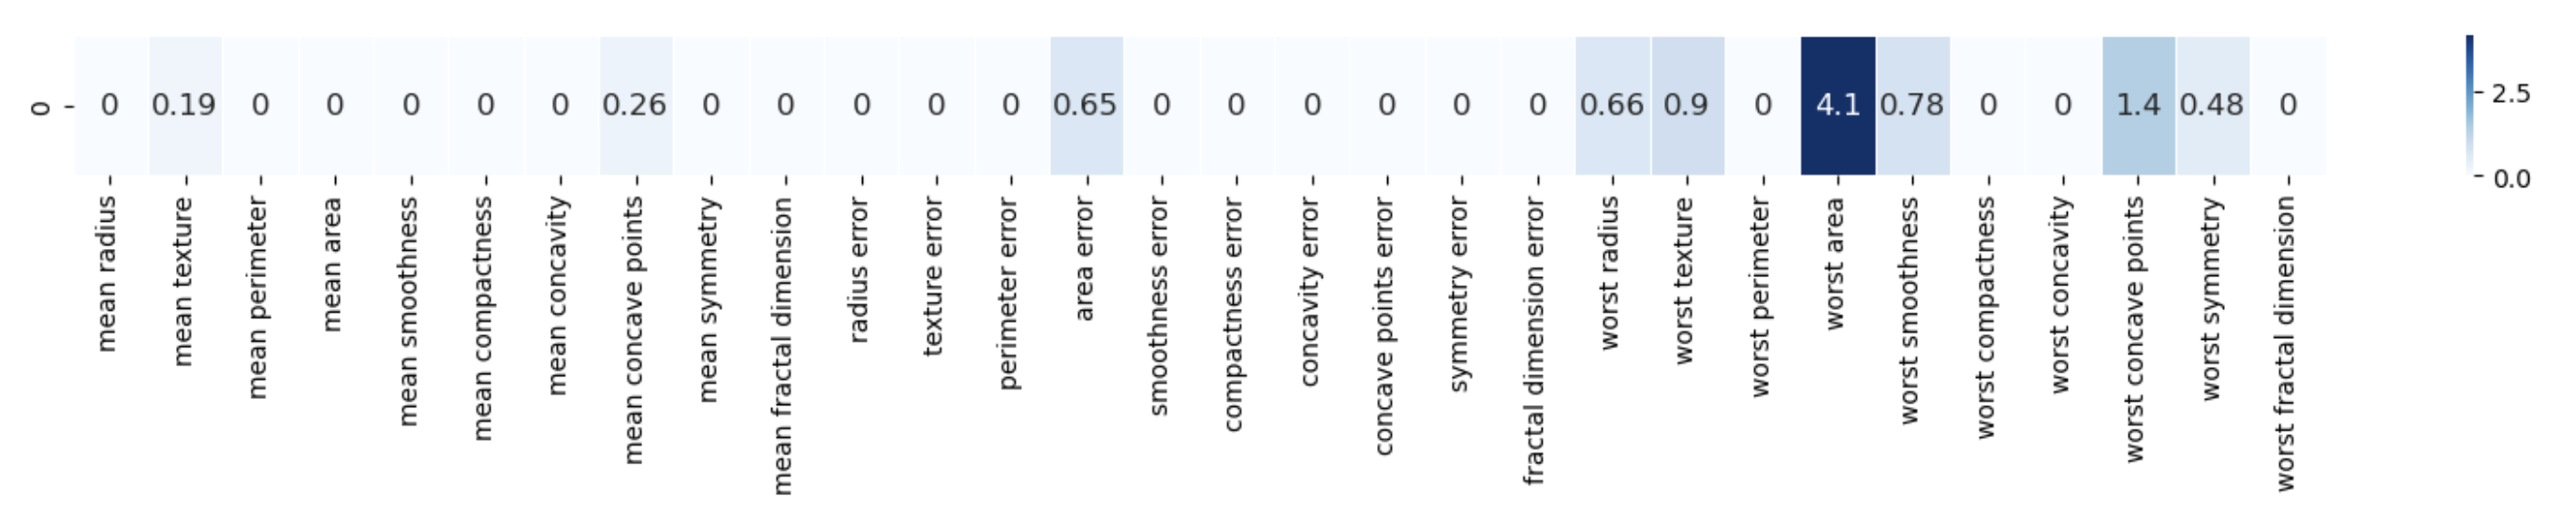 0 0.19 0 0 0 0 0 0.26 0 0 0 0 0 0.65 0 0 0 0 0 0 0.66 0.9 0 4.1 0.78 0 0 1.4 0.48 0
0
2.5
0.0
mean radius
mean texture
mean perimeter
mean area
mean smoothness
mean compactness
mean concavity
mean concave points
mean symmetry
mean fractal dimension
radius error
texture error
perimeter error
area error
smoothness error
compactness error
concavity error
concave points error
symmetry error
fractal dimension error
worst radius
worst texture
worst perimeter
worst area
worst smoothness
worst compactness
worst concavity
worst concave points
worst symmetry
worst fractal dimension